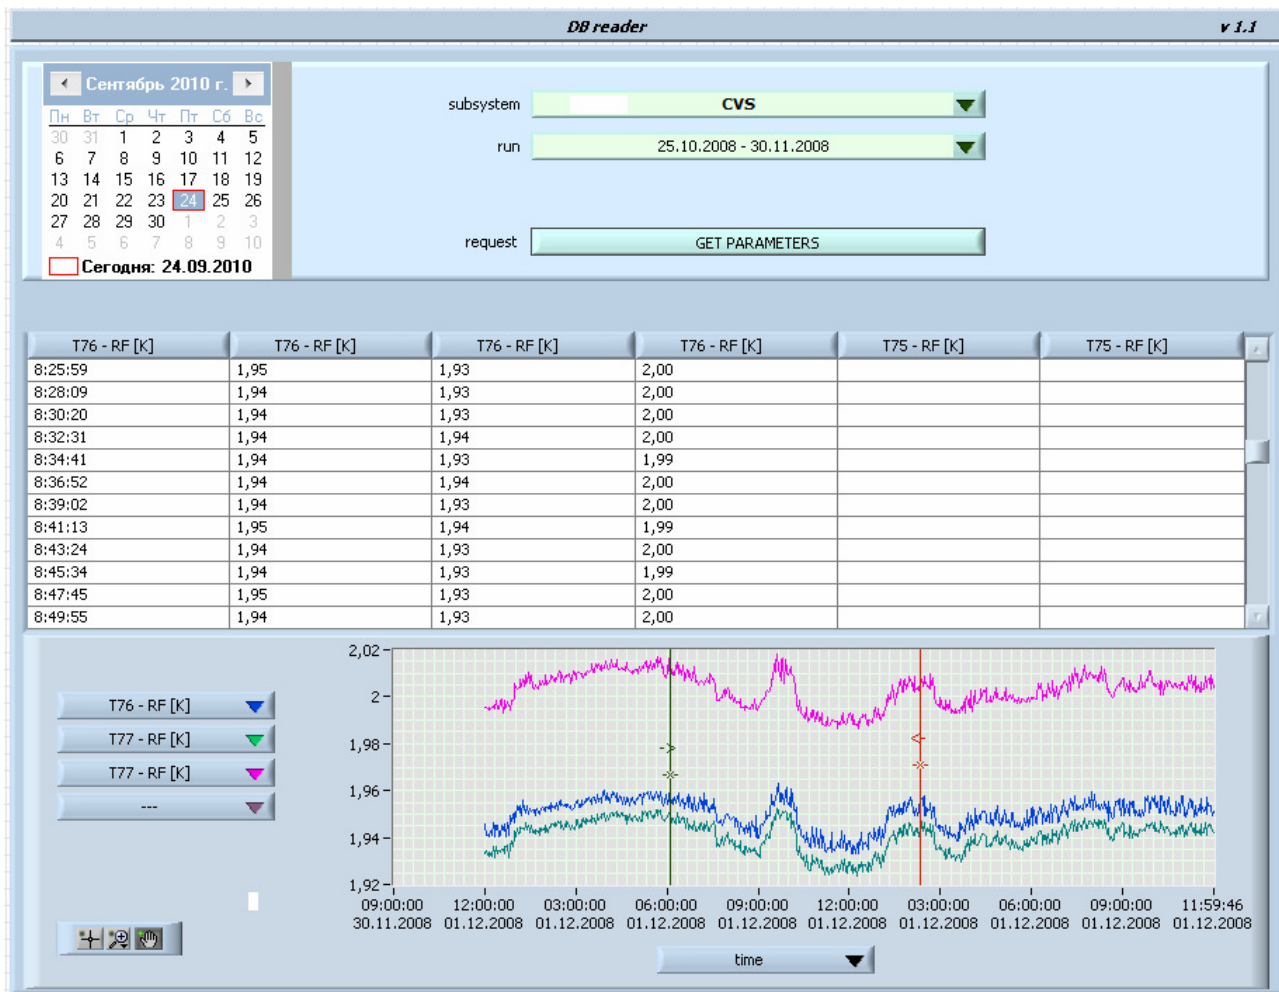 DB reader v 1.1
Сентябрь 2010 г.
Пн Вт Ср Чт Пт Сб Вс
30 31 1 2 3 4 5
6 7 8 9 10 11 12
13 14 15 16 17 18 19
20 21 22 23 24 25 26
27 28 29 30 1 2 3
4 5 6 7 8 9 10
Сегодня: 24.09.2010
subsystem CVS
run 25.10.2008 - 30.11.2008
request GET PARAMETERS
T76 - RF [K] T76 - RF [K] T76 - RF [K] T76 - RF [K] T75 - RF [K] T75 - RF [K]
8:25:59 1,95 1,93 2,00
8:28:09 1,94 1,93 2,00
8:30:20 1,94 1,93 2,00
8:32:31 1,94 1,94 2,00
8:34:41 1,94 1,93 1,99
8:36:52 1,94 1,94 2,00
8:39:02 1,94 1,93 2,00
8:41:13 1,95 1,94 1,99
8:43:24 1,94 1,93 2,00
8:45:34 1,94 1,93 1,99
8:47:45 1,95 1,93 2,00
8:49:55 1,94 1,93 2,00
T76 - RF [K]
T77 - RF [K]
T77 - RF [K]
---
2,02
2
1,98
1,96
1,94
1,92
09:00:00 12:00:00 03:00:00 06:00:00 09:00:00 12:00:00 03:00:00 06:00:00 09:00:00 11:59:46
30.11.2008 01.12.2008 01.12.2008 01.12.2008 01.12.2008 01.12.2008 01.12.2008 01.12.2008 01.12.2008 01.12.2008
time